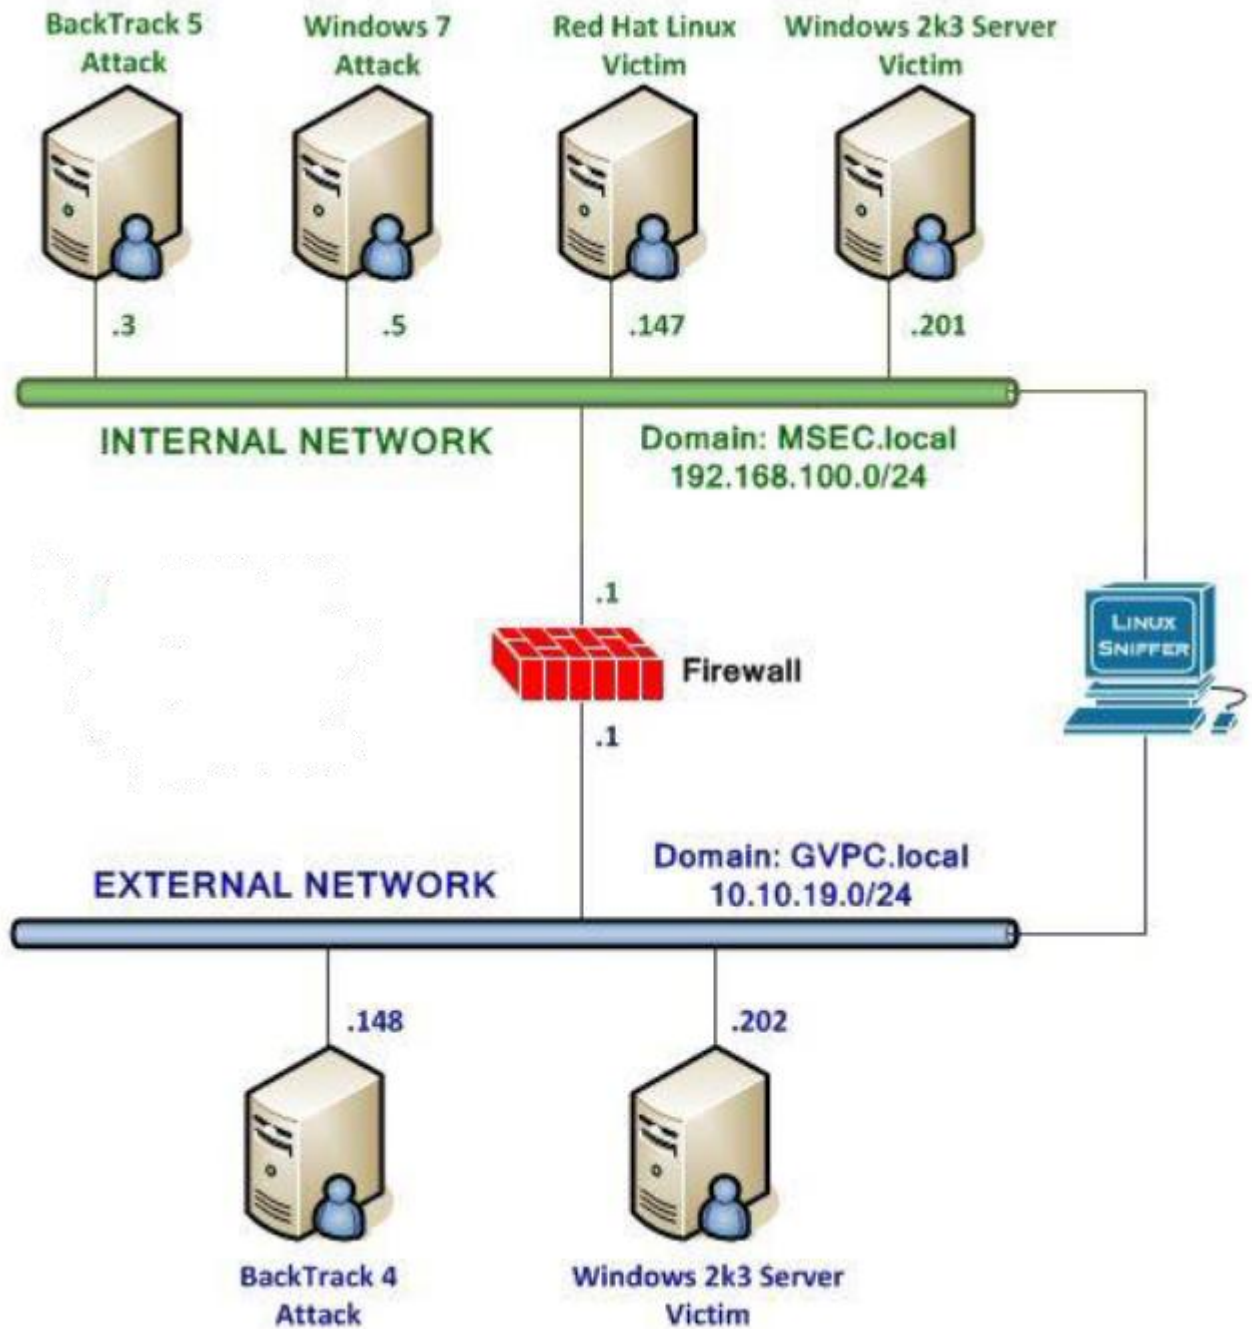 BackTrack 5
Attack
Windows 7
Attack
Red Hat Linux
Victim
Windows 2k3 Server
Victim
.3
.5
.147
.201
INTERNAL NETWORK
Domain: MSEC.local
192.168.100.0/24
.1
Firewall
LINUX
SNIFFER
.1
EXTERNAL NETWORK
Domain: GVPC.local
10.10.19.0/24
.148
.202
BackTrack 4
Attack
Windows 2k3 Server
Victim